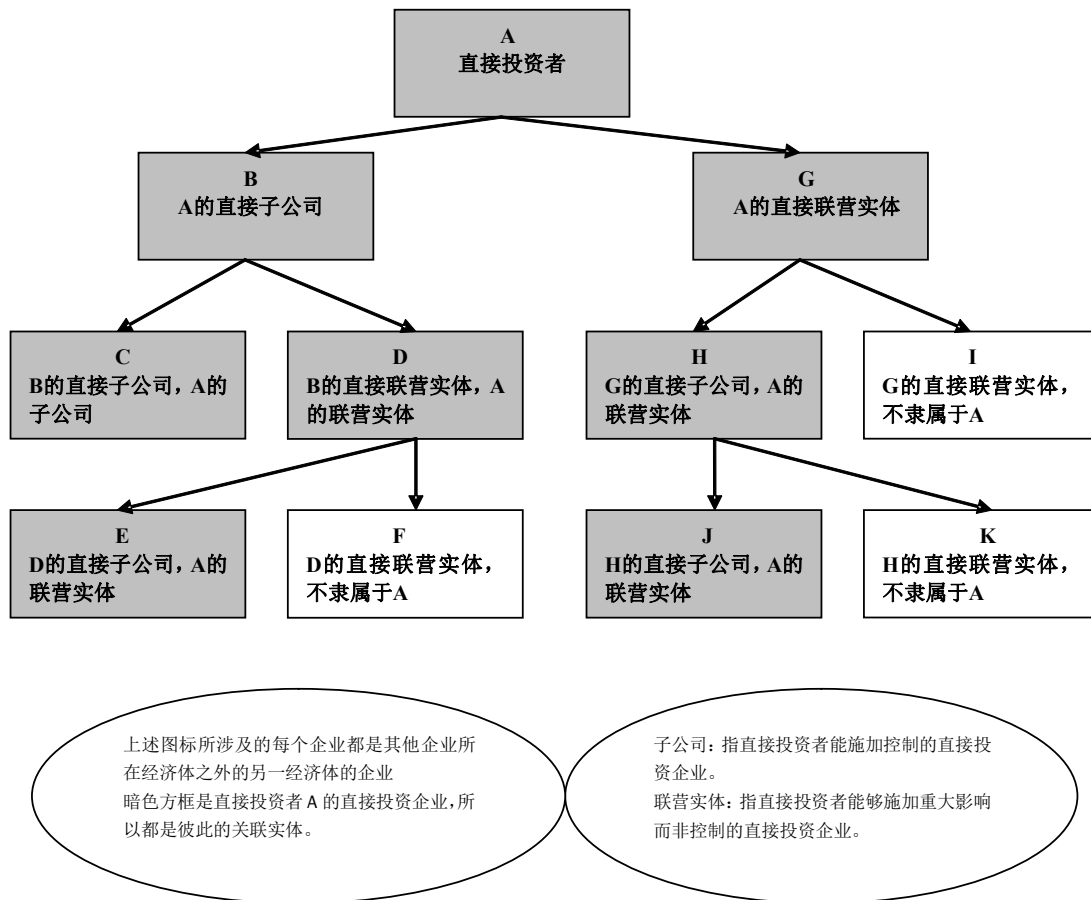 A
直接投资者
B
A的直接子公司
G
A的直接联营实体
C
B的直接子公司，A的
子公司
D
B的直接联营实体，A
的联营实体
H
G的直接子公司，A的
联营实体
I
G的直接联营实体，
不隶属于A
E
D的直接子公司，A的
联营实体
F
D的直接联营实体，
不隶属于A
J
H的直接子公司，A的
联营实体
K
H的直接联营实体，
不隶属于A
上述图标所涉及的每个企业都是其他企业所
在经济体之外的另一经济体的企业
暗色方框是直接投资者 A 的直接投资企业，所
以都是彼此的关联实体。
子公司：指直接投资者能施加控制的直接投
资企业。
联营实体：指直接投资者能够施加重大影响
而非控制的直接投资企业。